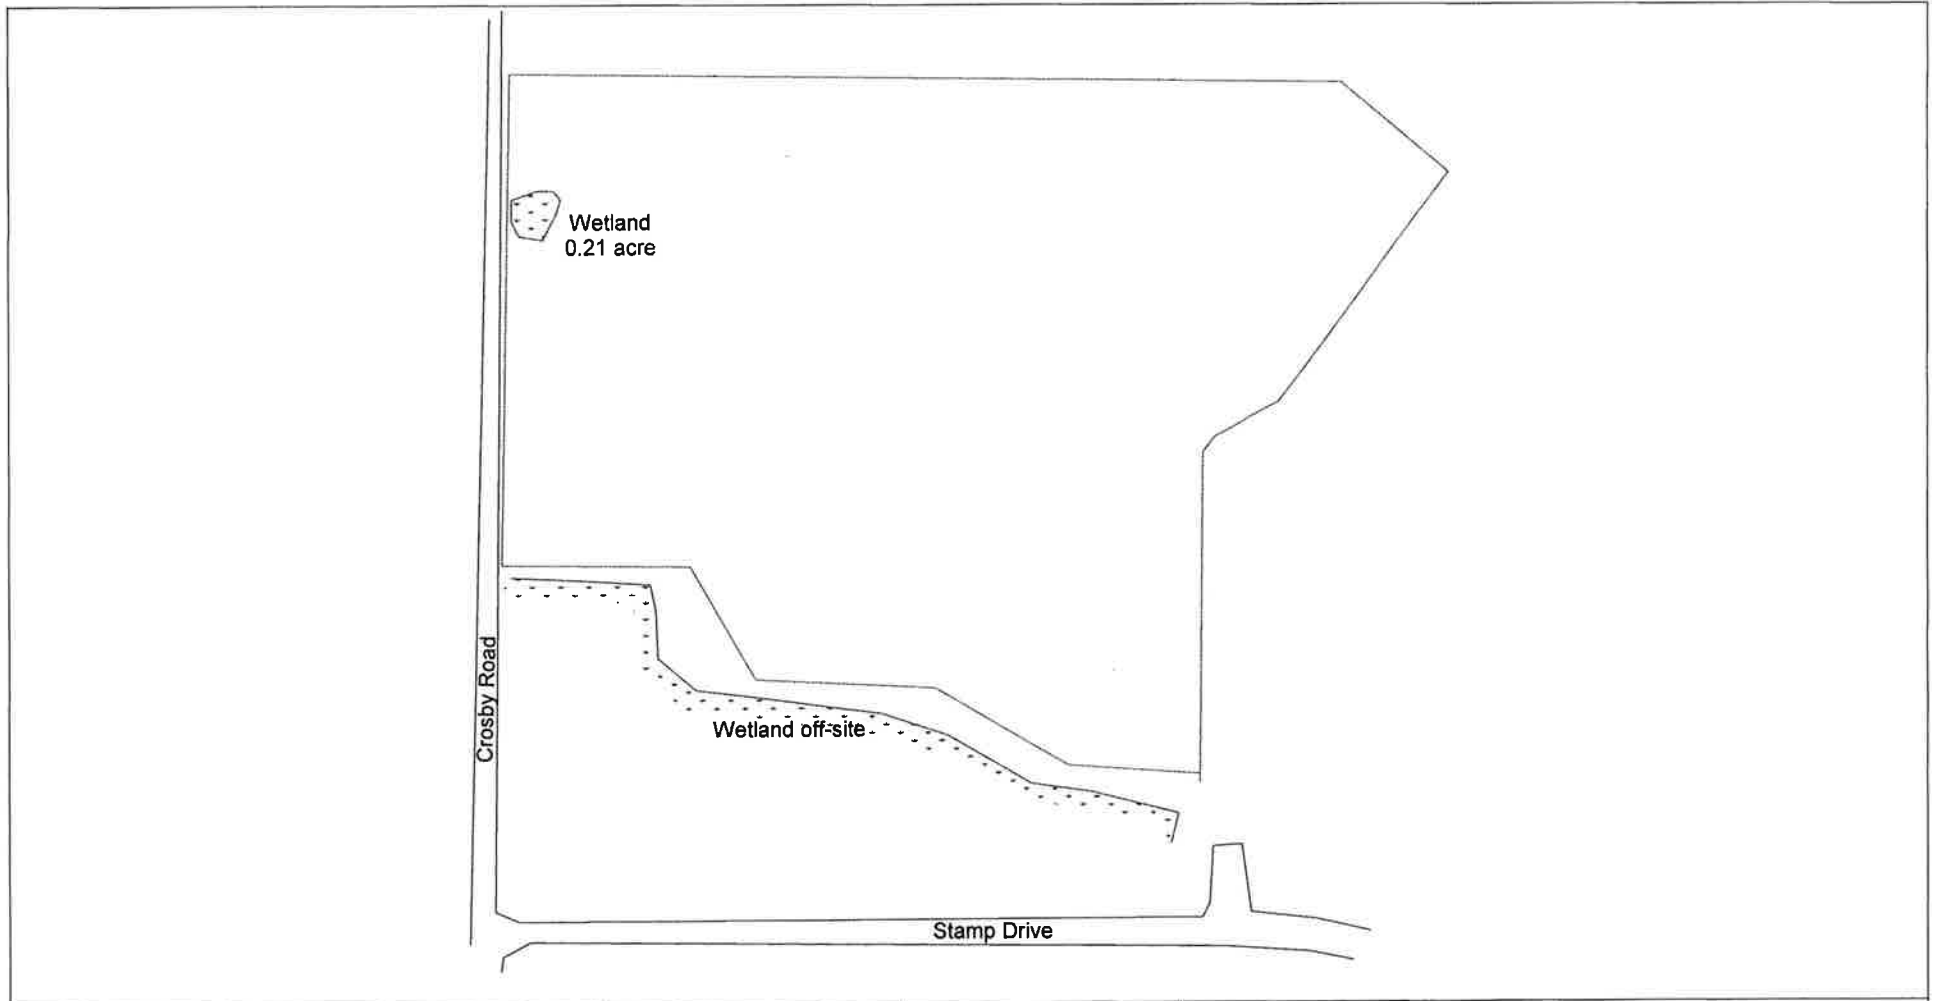 Wetland
0.21 acre
Crosby Road
Wetland off-site
Stamp Drive